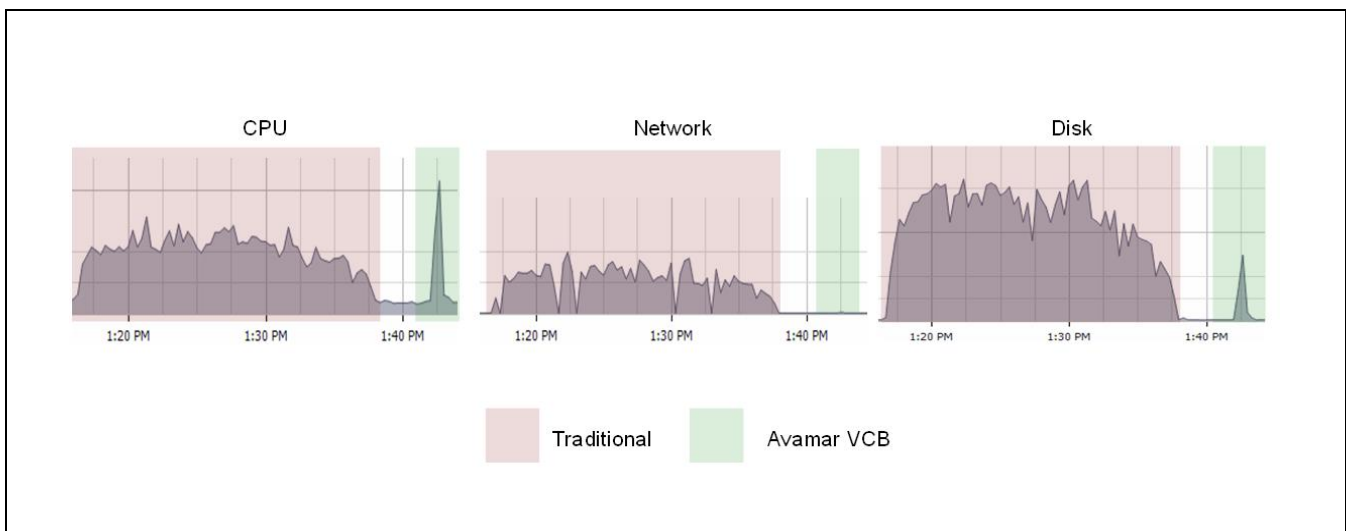 CPU
Network
Disk
1:20 PM
1:30 PM
1:40 PM
1:20 PM
1:30 PM
1:40 PM
1:20 PM
1:30 PM
1:40 PM
Traditional
Avamar VCB